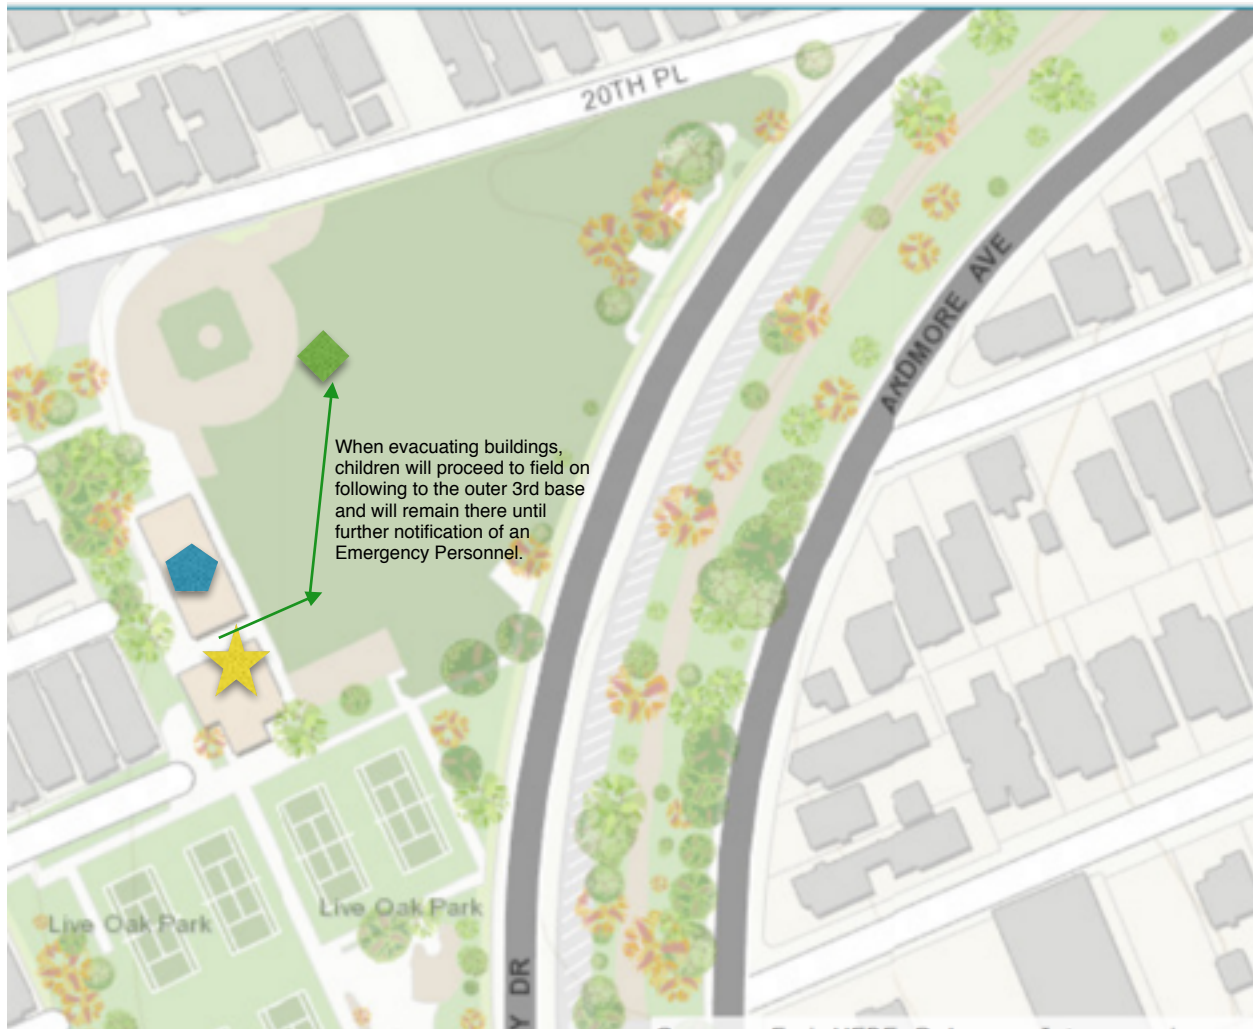 20TH PL
ARDMORE AVE
When evacuating buildings,
children will proceed to field on
following to the outer 3rd base
and will remain there until
further notification of an
Emergency Personnel.
Live Oak Park
Live Oak Park
Y DR